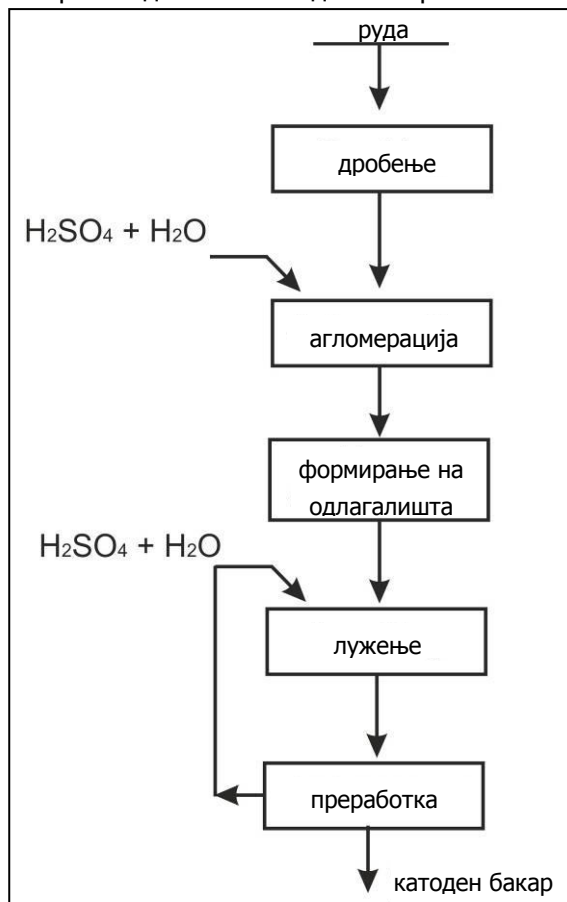 руда
дробење
H₂SO₄ + H₂O
агломерација
формирање на
одлагалишта
H₂SO₄ + H₂O
лужење
преработка
катоден бакар